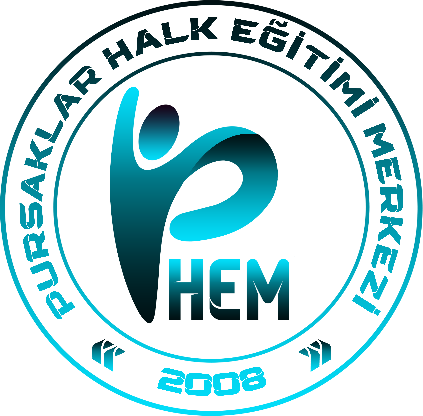 PURSAKLAR HALK EĞİTİMİ MERKEZİ
HEM
2008